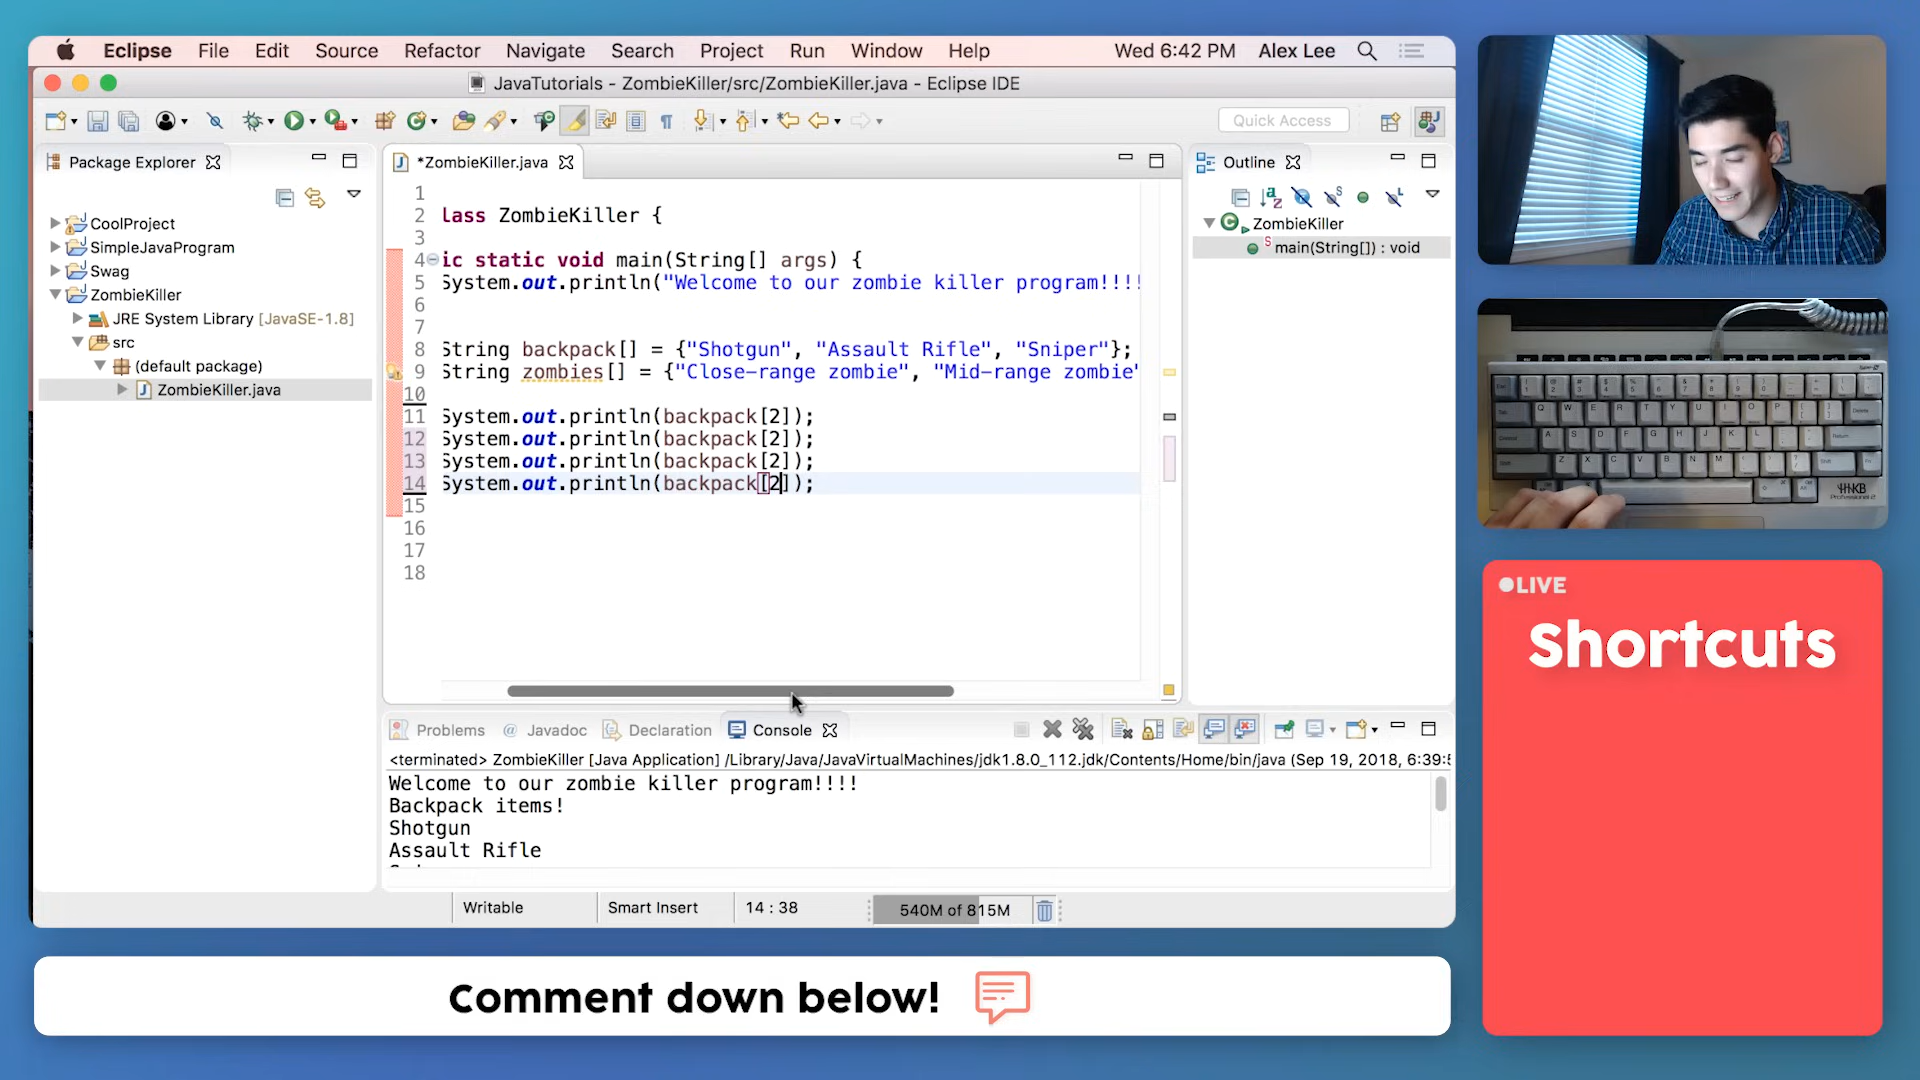 Eclipse File Edit Source Refactor Navigate Search Project Run Window Help Wed 6:42 PM Alex Lee
JavaTutorials - ZombieKiller/src/ZombieKiller.java - Eclipse IDE
Quick Access
Package Explorer
CoolProject
SimpleJavaProgram
Swag
ZombieKiller
JRE System Library [JavaSE-1.8]
src
(default package)
ZombieKiller.java
*ZombieKiller.java
1
2 lass ZombieKiller {
3
4 ic static void main(String[] args) {
5 System.out.println("Welcome to our zombie killer program!!!!
6
7
8 String backpack[] = {"Shotgun", "Assault Rifle", "Sniper"};
9 String zombies[] = {"Close-range zombie", "Mid-range zombie"
10
11 System.out.println(backpack[2]);
12 System.out.println(backpack[2]);
13 System.out.println(backpack[2]);
14 System.out.println(backpack[2]);
15
16
17
18
Outline
ZombieKiller
main(String[]) : void
Problems @ Javadoc Declaration Console
<terminated> ZombieKiller [Java Application] /Library/Java/JavaVirtualMachines/jdk1.8.0_112.jdk/Contents/Home/bin/java (Sep 19, 2018, 6:39:5
Welcome to our zombie killer program!!!!
Backpack items!
Shotgun
Assault Rifle
Writable Smart Insert 14 : 38 540M of 815M
Comment down below!
LIVE
Shortcuts
HHKB
Professional